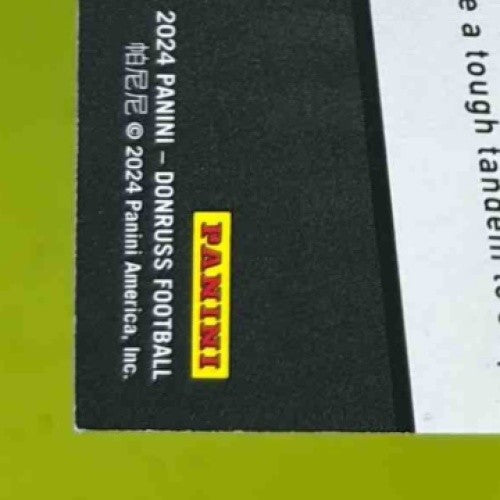 e a tough tandem
PANINI
2024 PANINI – DONRUSS FOOTBALL
帕尼尼 © 2024 Panini America, Inc.